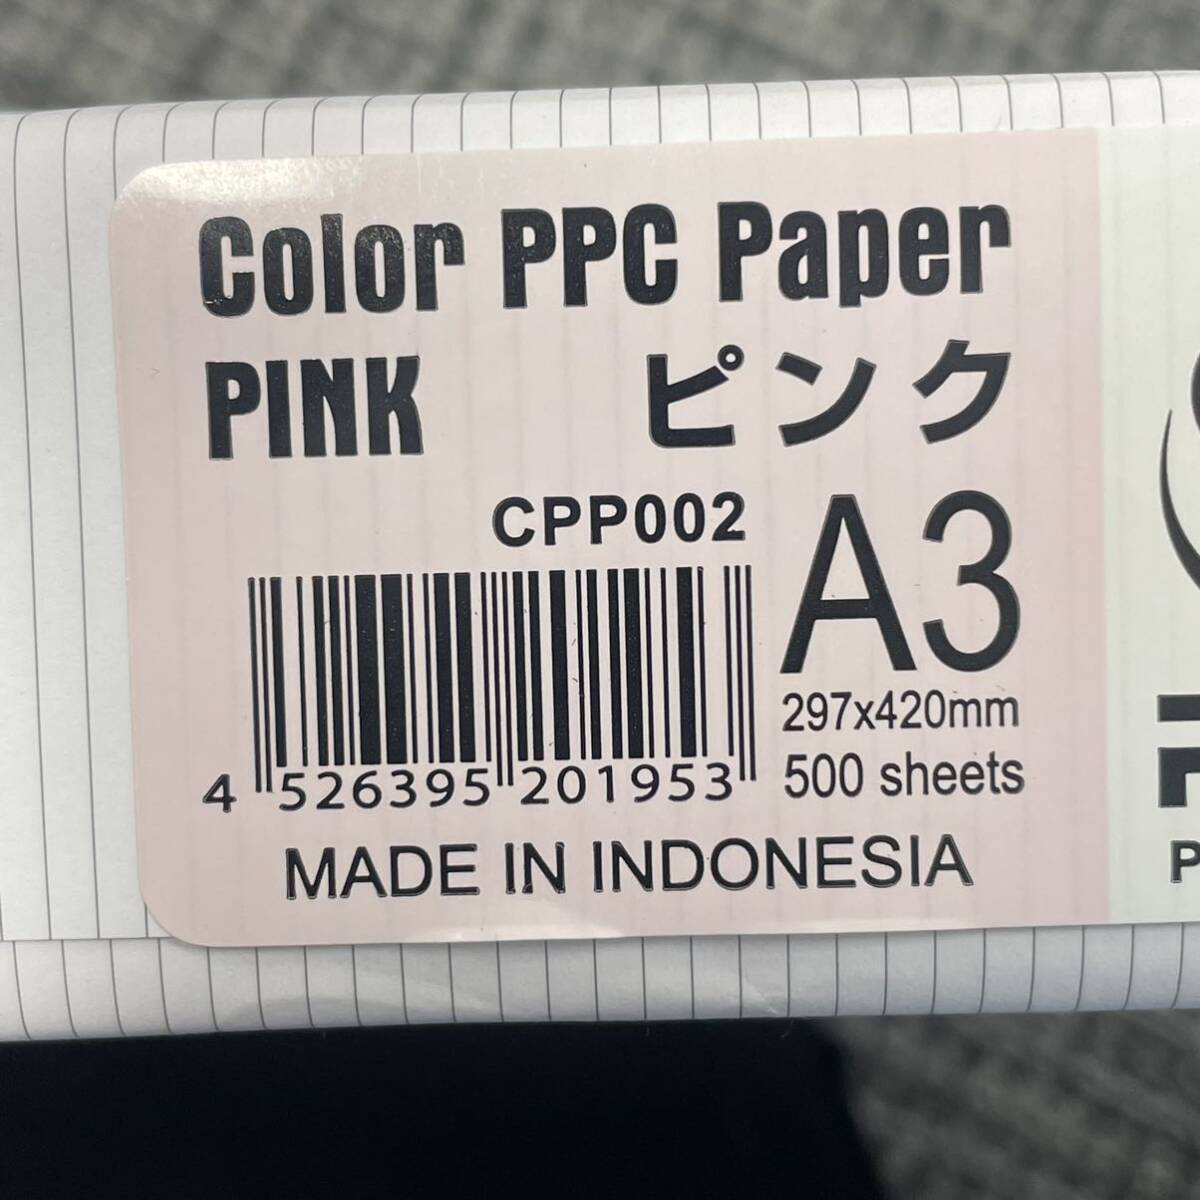 Color PPC Paper
PINK ピンク
CPP002
A3
297x420mm
500 sheets
4 526395 201953
MADE IN INDONESIA